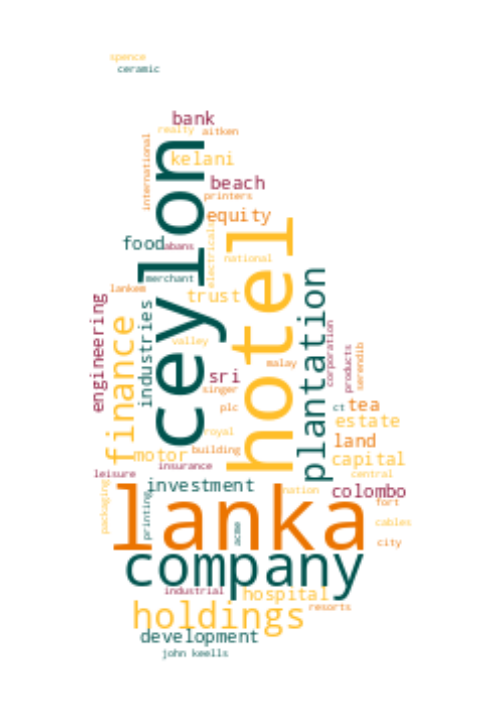 spence
ceramic
bank
realty
aitken
international
kelani
beach
printers
ceylon
equity
food
abans
electricals
hotel
national
merchant
lankem
trust
plantation
engineering
industries
finance
valley
corporation
products
serendib
malay
sri
singer
plc
ct
tea
estate
royal
land
motor
building
capital
insurance
leisure
central
packaging
investment
nation
colombo
printing
fort
lanka
acme
cables
city
company
industrial
hospital
holdings
resorts
development
john keells